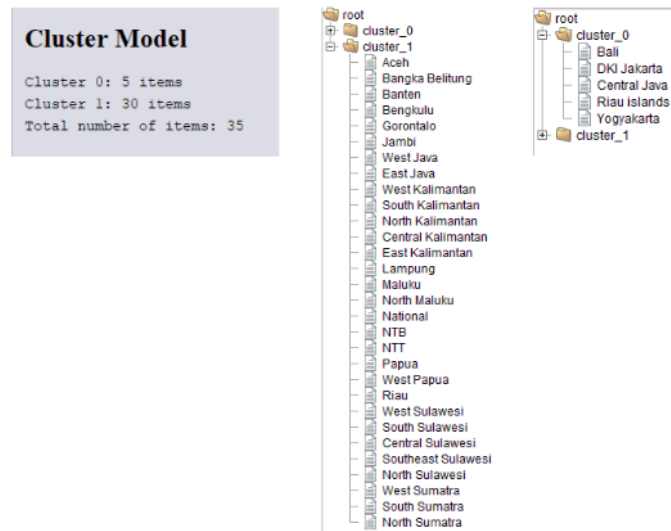 Cluster Model
Cluster 0: 5 items
Cluster 1: 30 items
Total number of items: 35
root
cluster_0
cluster_1
Aceh
Bangka Belitung
Banten
Bengkulu
Gorontalo
Jambi
West Java
East Java
West Kalimantan
South Kalimantan
North Kalimantan
Central Kalimantan
East Kalimantan
Lampung
Maluku
North Maluku
National
NTB
NTT
Papua
West Papua
Riau
West Sulawesi
South Sulawesi
Central Sulawesi
Southeast Sulawesi
North Sulawesi
West Sumatra
South Sumatra
North Sumatra
root
cluster_0
Bali
DKI Jakarta
Central Java
Riau islands
Yogyakarta
cluster_1